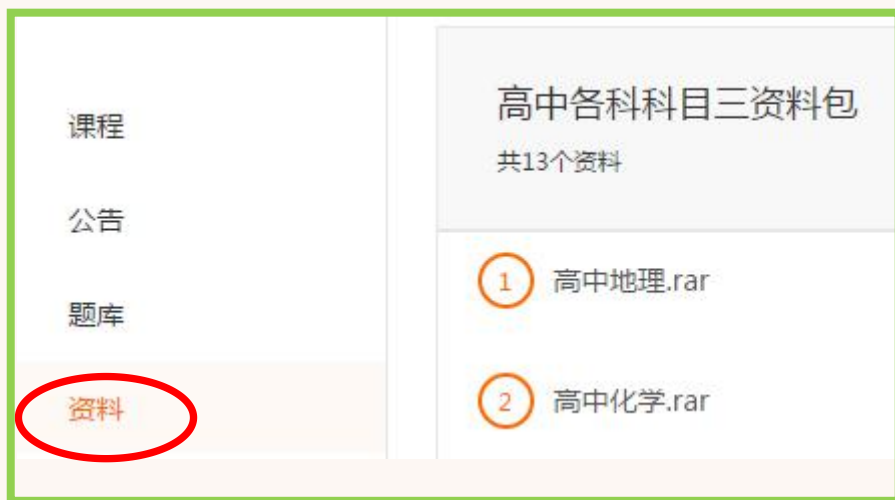 课程
公告
题库
资料
高中各科科目三资料包
共13个资料
1 高中地理.rar
2 高中化学.rar